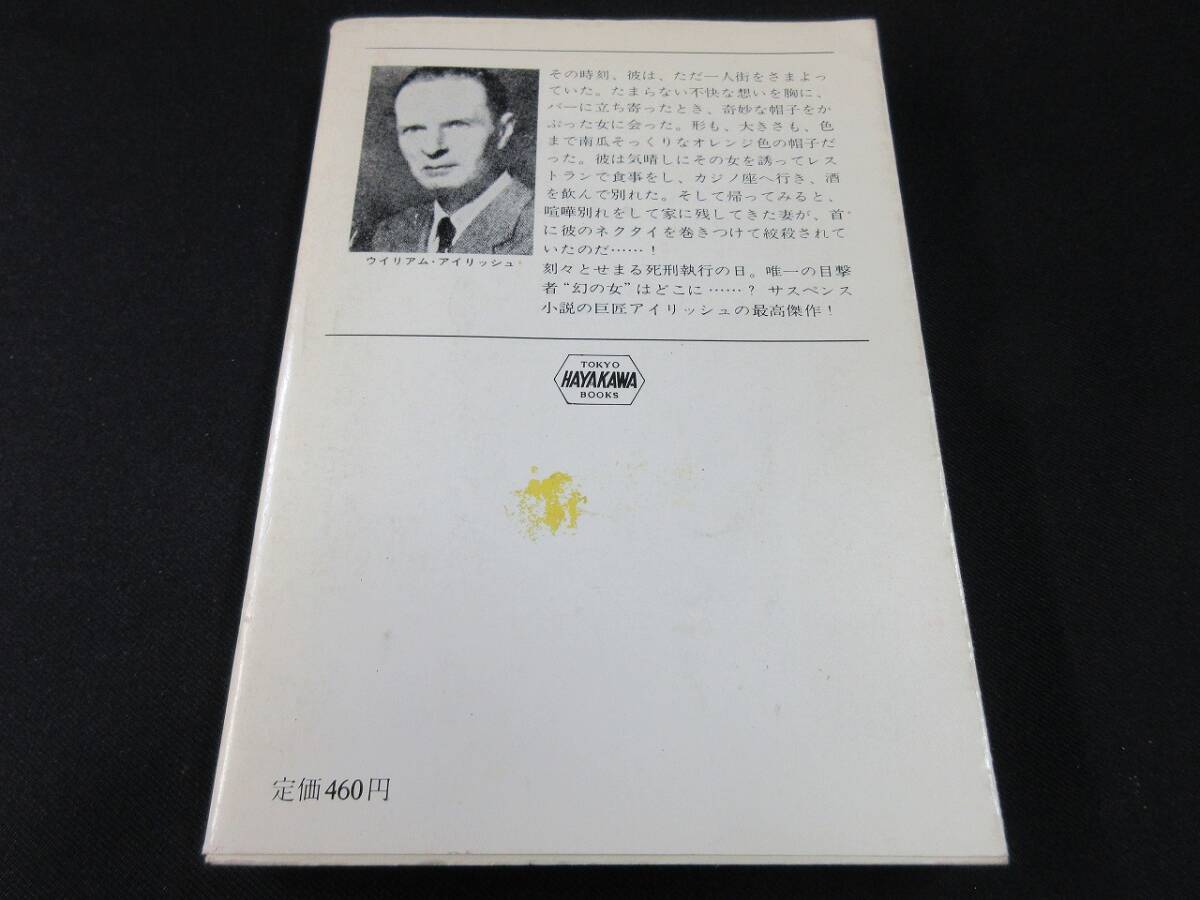 その時刻、彼は、ただ一人街をさまよっ
ていた。たまらない不快な想いを胸に、
バーに立ち寄ったとき、奇妙な帽子をか
ぶった女に会った。形も、大きさも、色
まで南瓜そっくりなオレンジ色の帽子だ
った。彼は気晴しにその女を誘ってレス
トランで食事をし、カジノ座へ行き、酒
を飲んで別れた。そして帰ってみると、
喧嘩別れをして家に残してきた妻が、首
に彼のネクタイを巻きつけて絞殺されて
いたのだ……！
刻々とせまる死刑執行の日。唯一の目撃
者“幻の女”はどこに……？ サスペンス
小説の巨匠アイリッシュの最高傑作！
ウイリアム・アイリッシュ
TOKYO
HAYAKAWA
BOOKS
定価460円